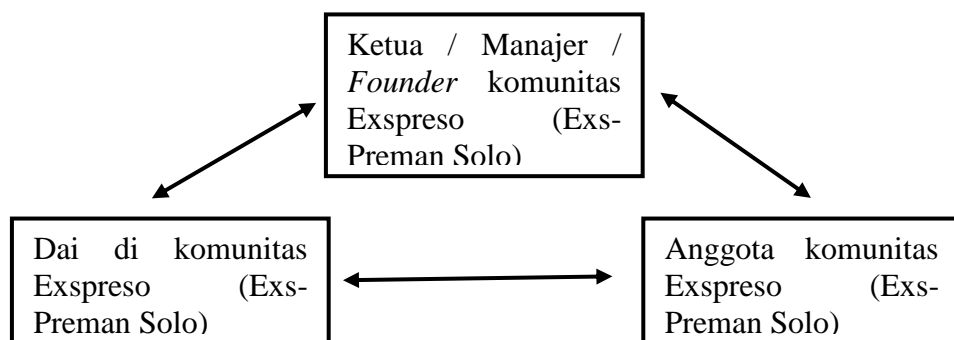 Ketua / Manajer /
Founder komunitas
Exspreso (Exs-
Preman Solo)
Dai di komunitas
Exspreso (Exs-
Preman Solo)
Anggota komunitas
Exspreso (Exs-
Preman Solo)